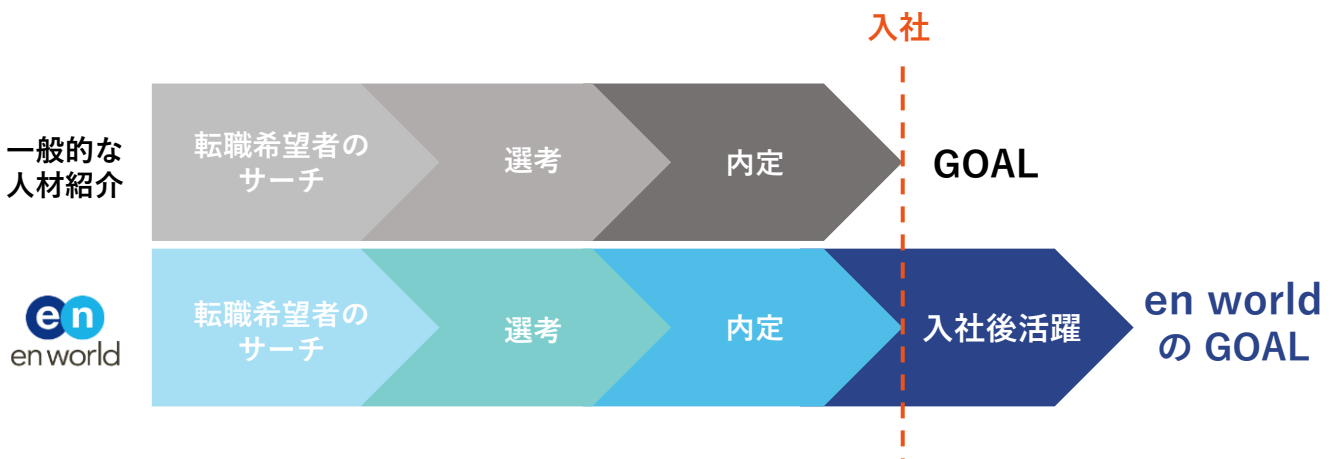 入社
一般的な
人材紹介
転職希望者の
サーチ
選考
内定
GOAL
en
en world
転職希望者の
サーチ
選考
内定
入社後活躍
en world
の GOAL